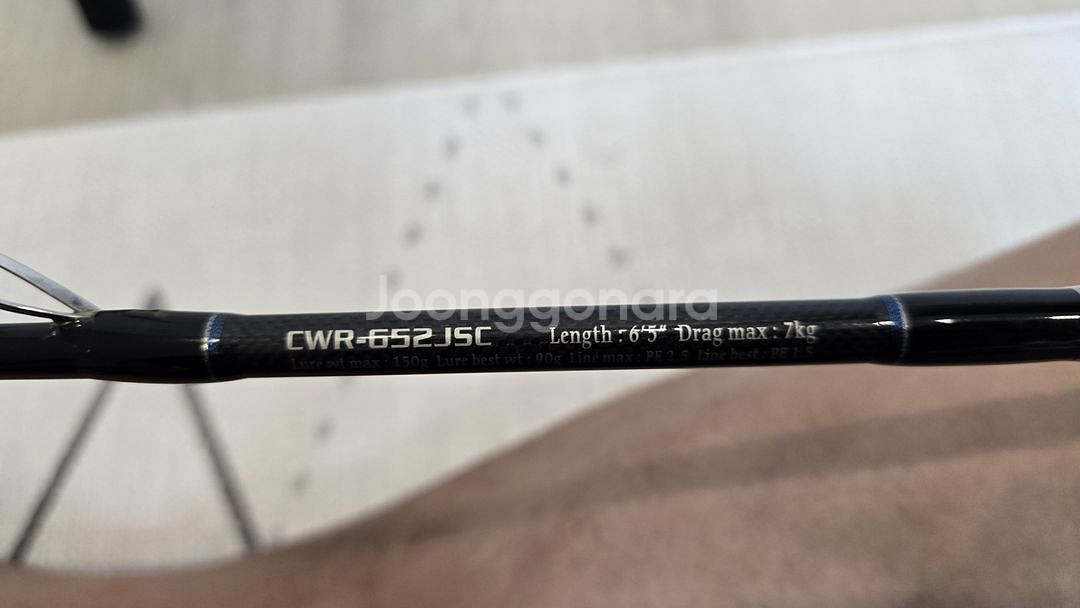 Joonggonara
CWR-652JSC Length : 6'5" Drag max : 7kg
Lure wt max : 150g Lure best wt : 90g Line max : PE 2.5 Line best : PE 1.5